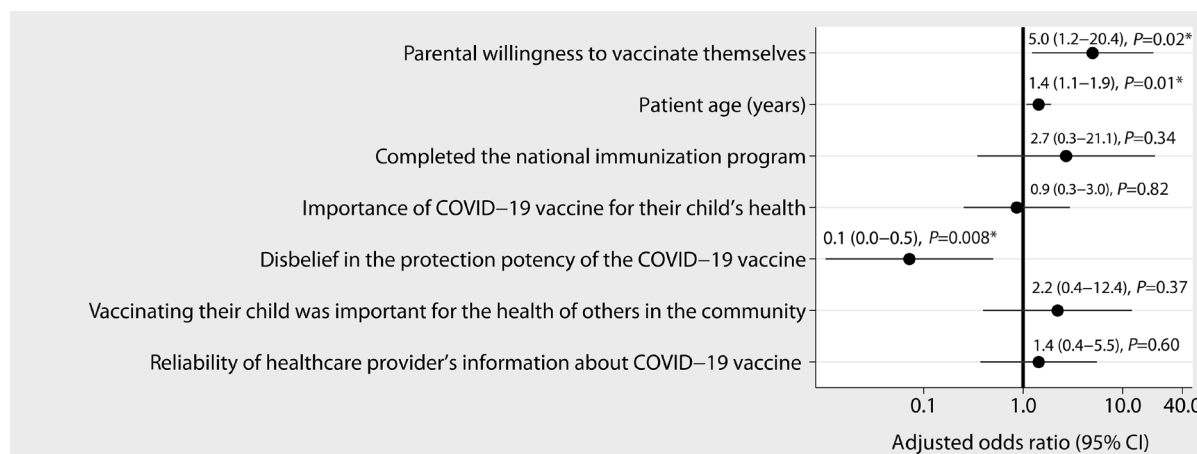 Parental willingness to vaccinate themselves
5.0 (1.2–20.4), P=0.02*
Patient age (years)
1.4 (1.1–1.9), P=0.01*
Completed the national immunization program
2.7 (0.3–21.1), P=0.34
Importance of COVID–19 vaccine for their child's health
0.9 (0.3–3.0), P=0.82
Disbelief in the protection potency of the COVID–19 vaccine
0.1 (0.0–0.5), P=0.008*
Vaccinating their child was important for the health of others in the community
2.2 (0.4–12.4), P=0.37
Reliability of healthcare provider's information about COVID–19 vaccine
1.4 (0.4–5.5), P=0.60
0.1 1.0 10.0 40.0
Adjusted odds ratio (95% CI)